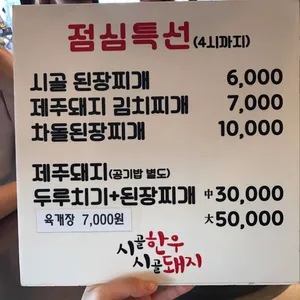 점심특선(4시까지)
시골 된장찌개 6,000
제주돼지 김치찌개 7,000
차돌된장찌개 10,000
제주돼지(공기밥 별도)
두루치기+된장찌개 中30,000
육개장 7,000원 大50,000
시골한우
시골돼지